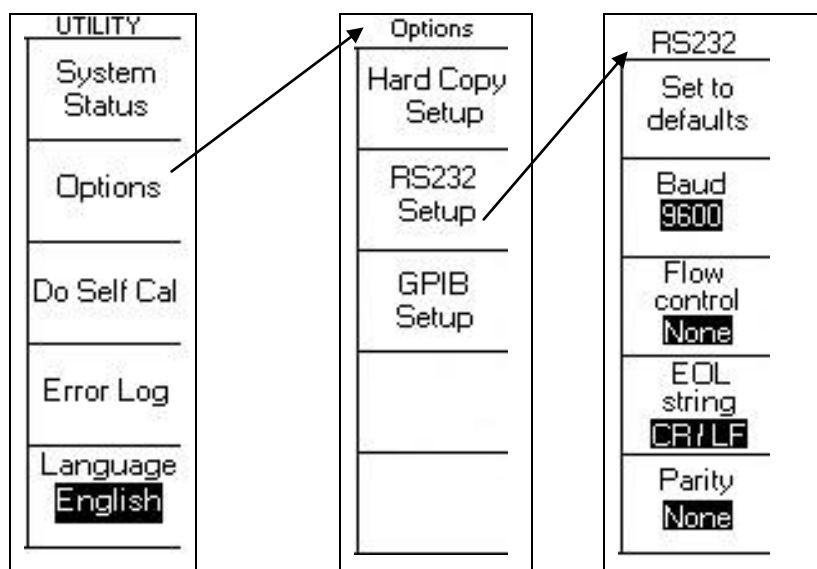 UTILITY
System
Status
Options
Do Self Cal
Error Log
Language
English
Options
Hard Copy
Setup
RS232
Setup
GPIB
Setup
RS232
Set to
defaults
Baud
9600
Flow
control
None
EOL
string
CR/LF
Parity
None